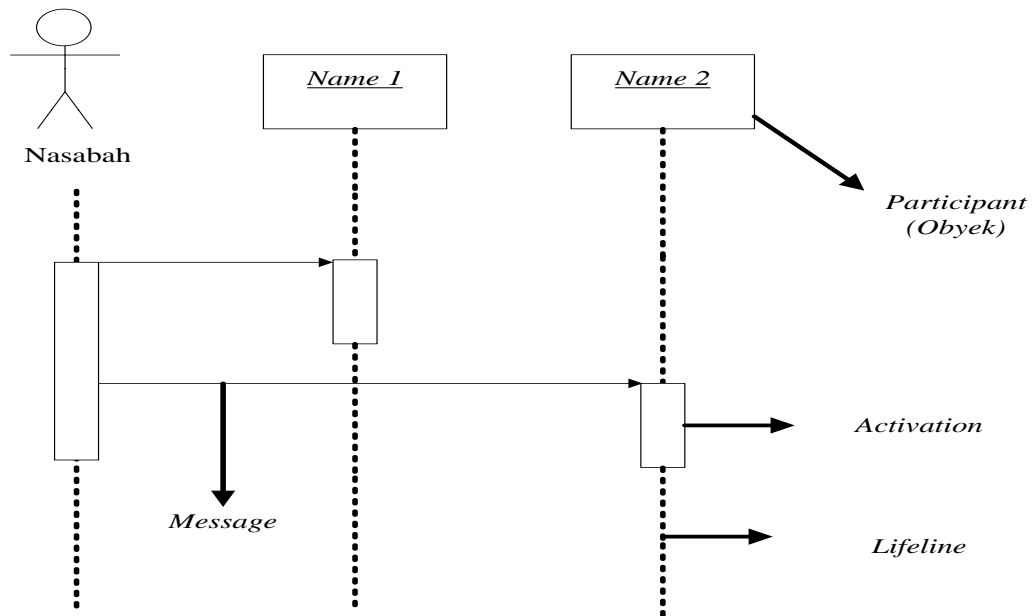 Name 1
Name 2
Nasabah
Participant
(Obyek)
Activation
Message
Lifeline